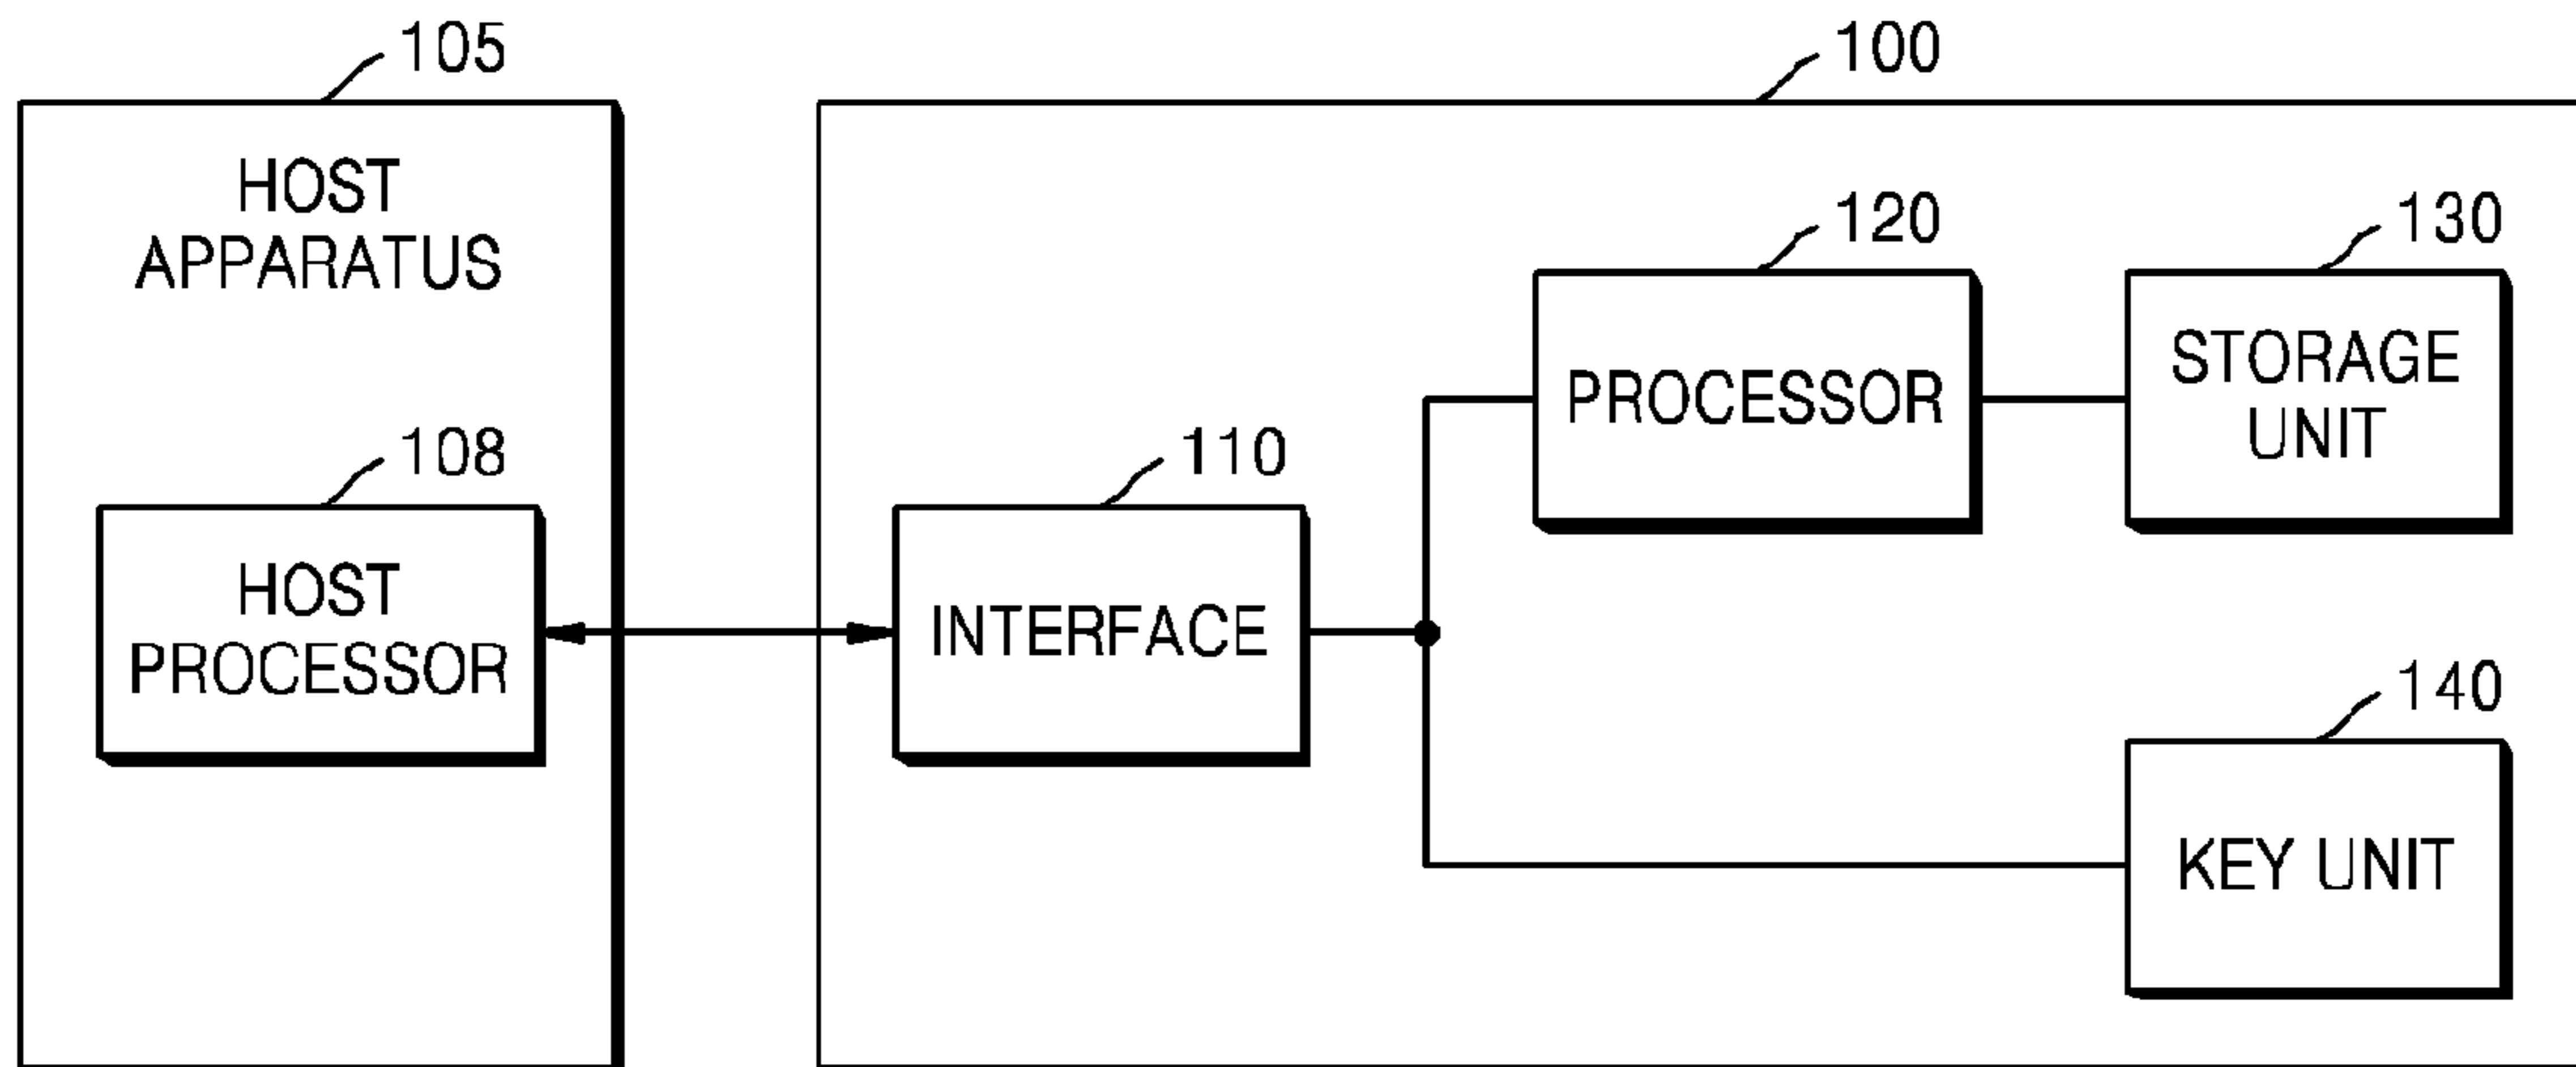 105
100
HOST
APPARATUS
120
130
PROCESSOR
STORAGE
UNIT
108
110
HOST
PROCESSOR
INTERFACE
140
KEY UNIT